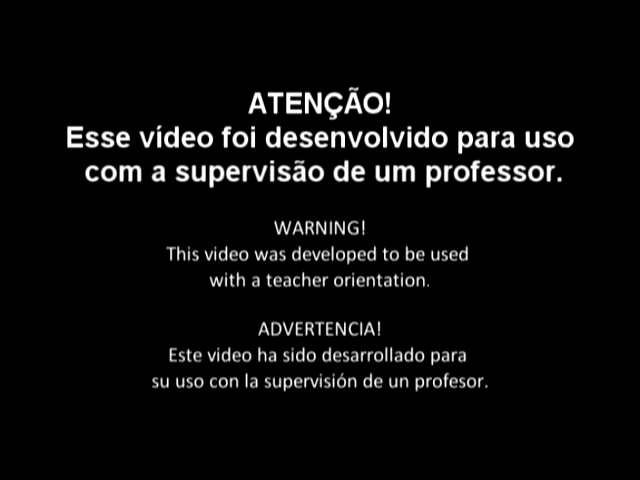 ATENÇÃO!
Esse vídeo foi desenvolvido para uso
com a supervisão de um professor.
WARNING!
This video was developed to be used
with a teacher orientation.
ADVERTENCIA!
Este video ha sido desarrollado para
su uso con la supervisión de un profesor.